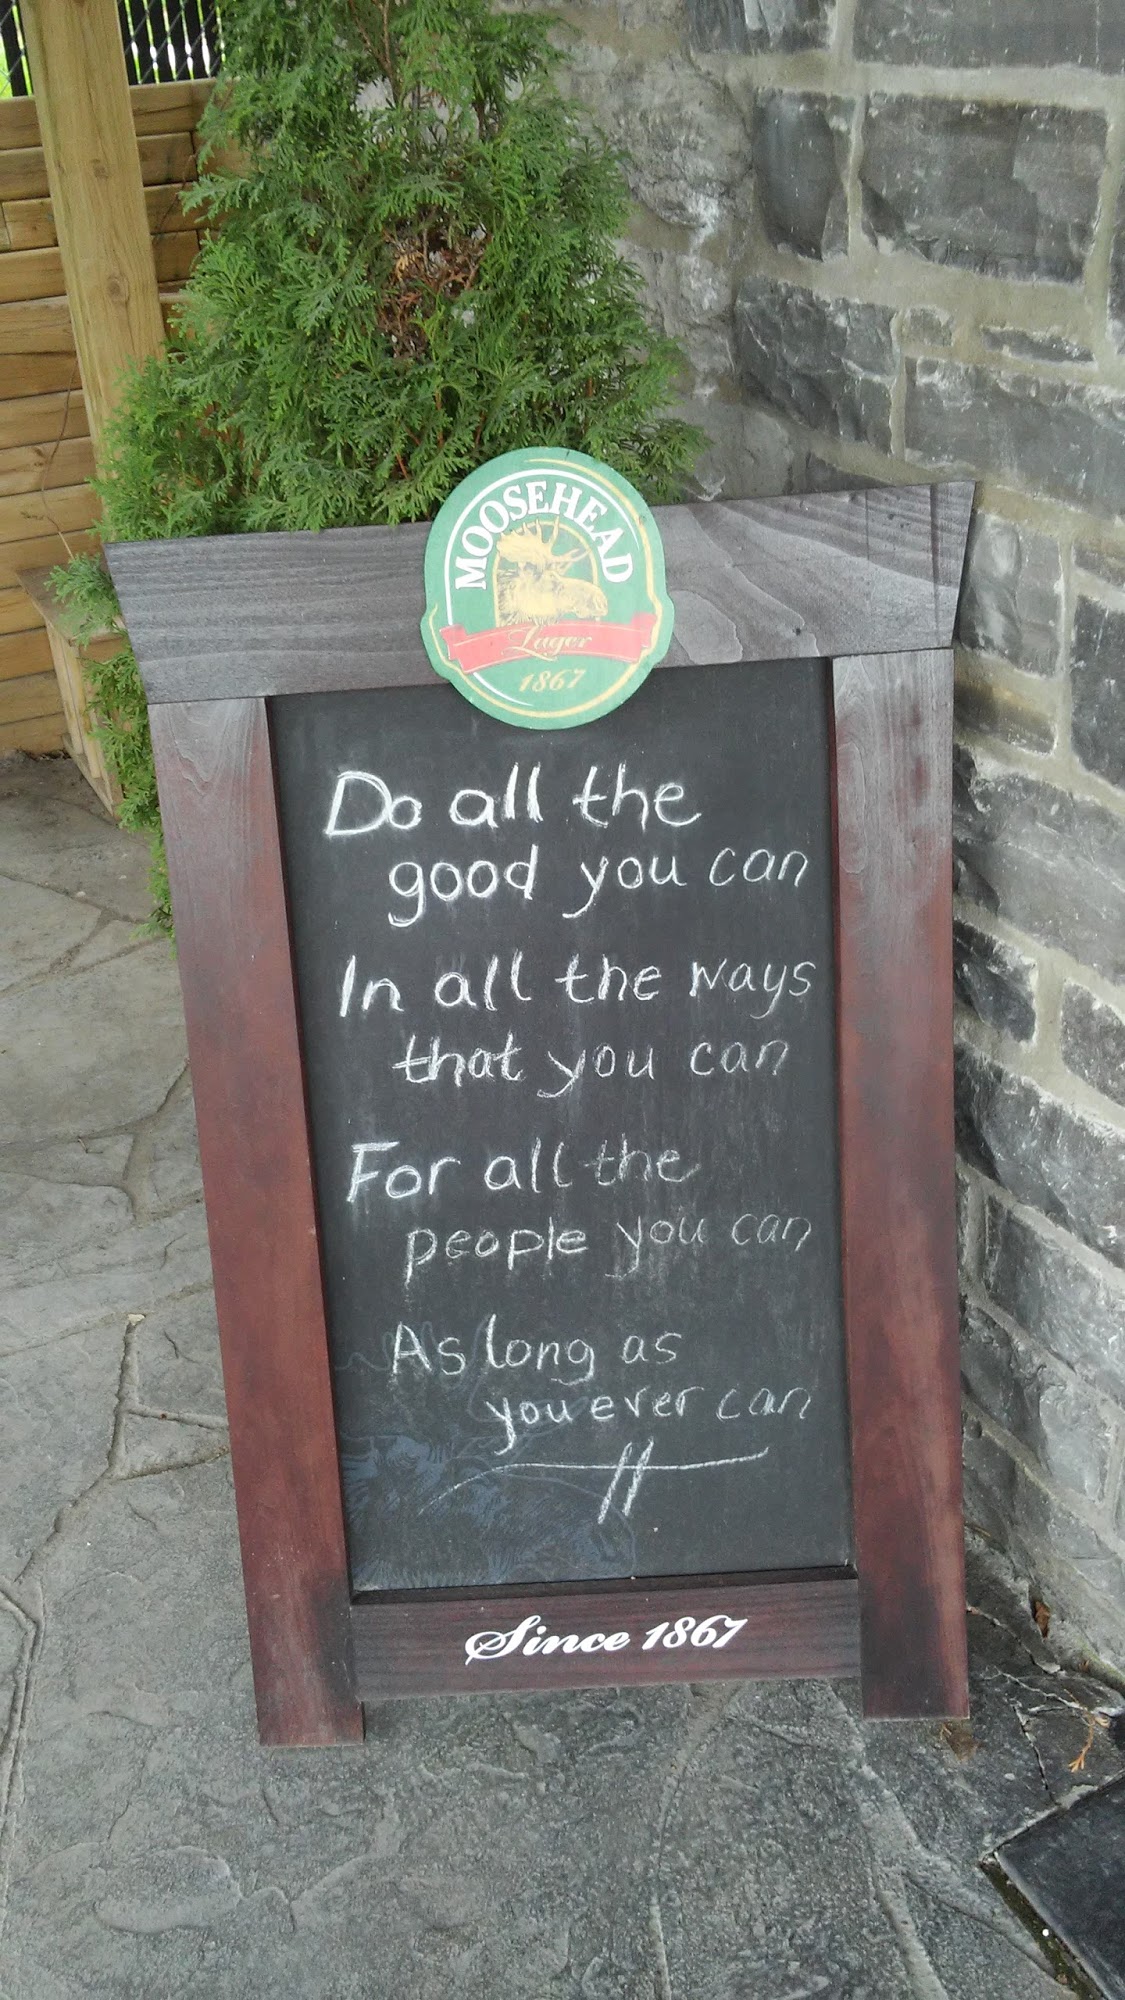 MOOSEHEAD
Lager
1867
Do all the
good you can
In all the ways
that you can
For all the
people you can
As long as
you ever can
Since 1867